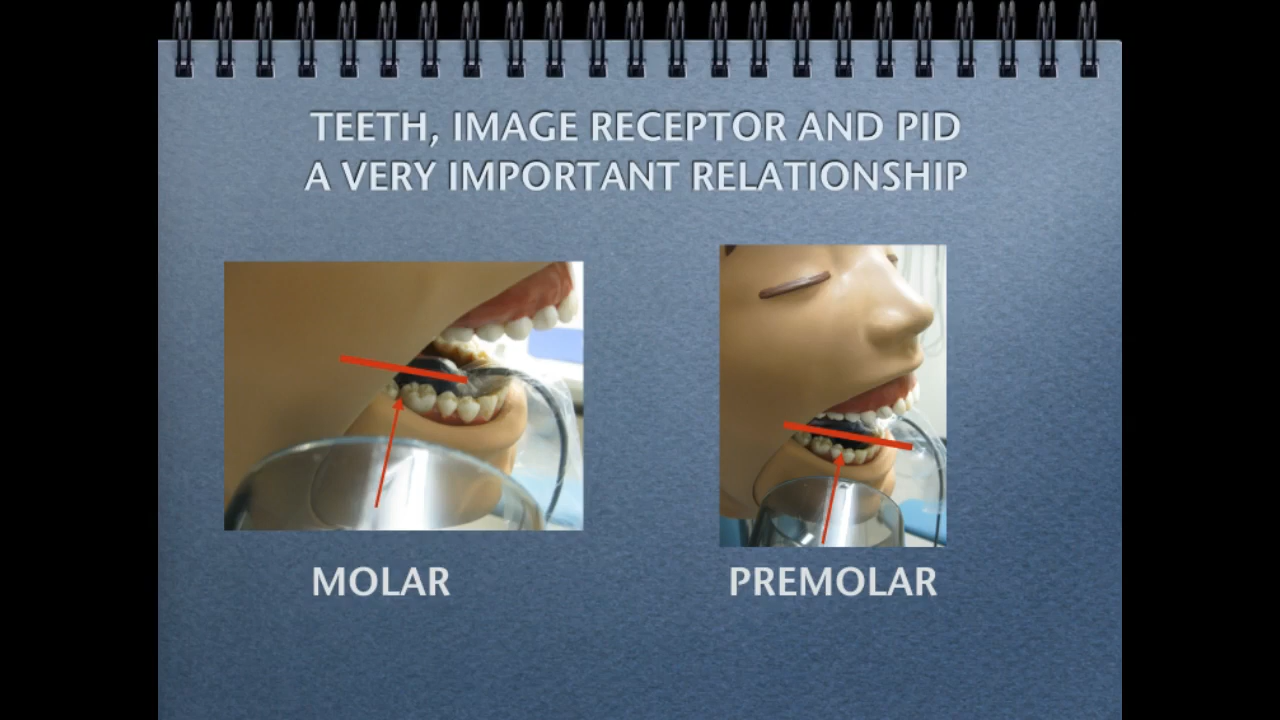 TEETH, IMAGE RECEPTOR AND PID
A VERY IMPORTANT RELATIONSHIP
MOLAR
PREMOLAR